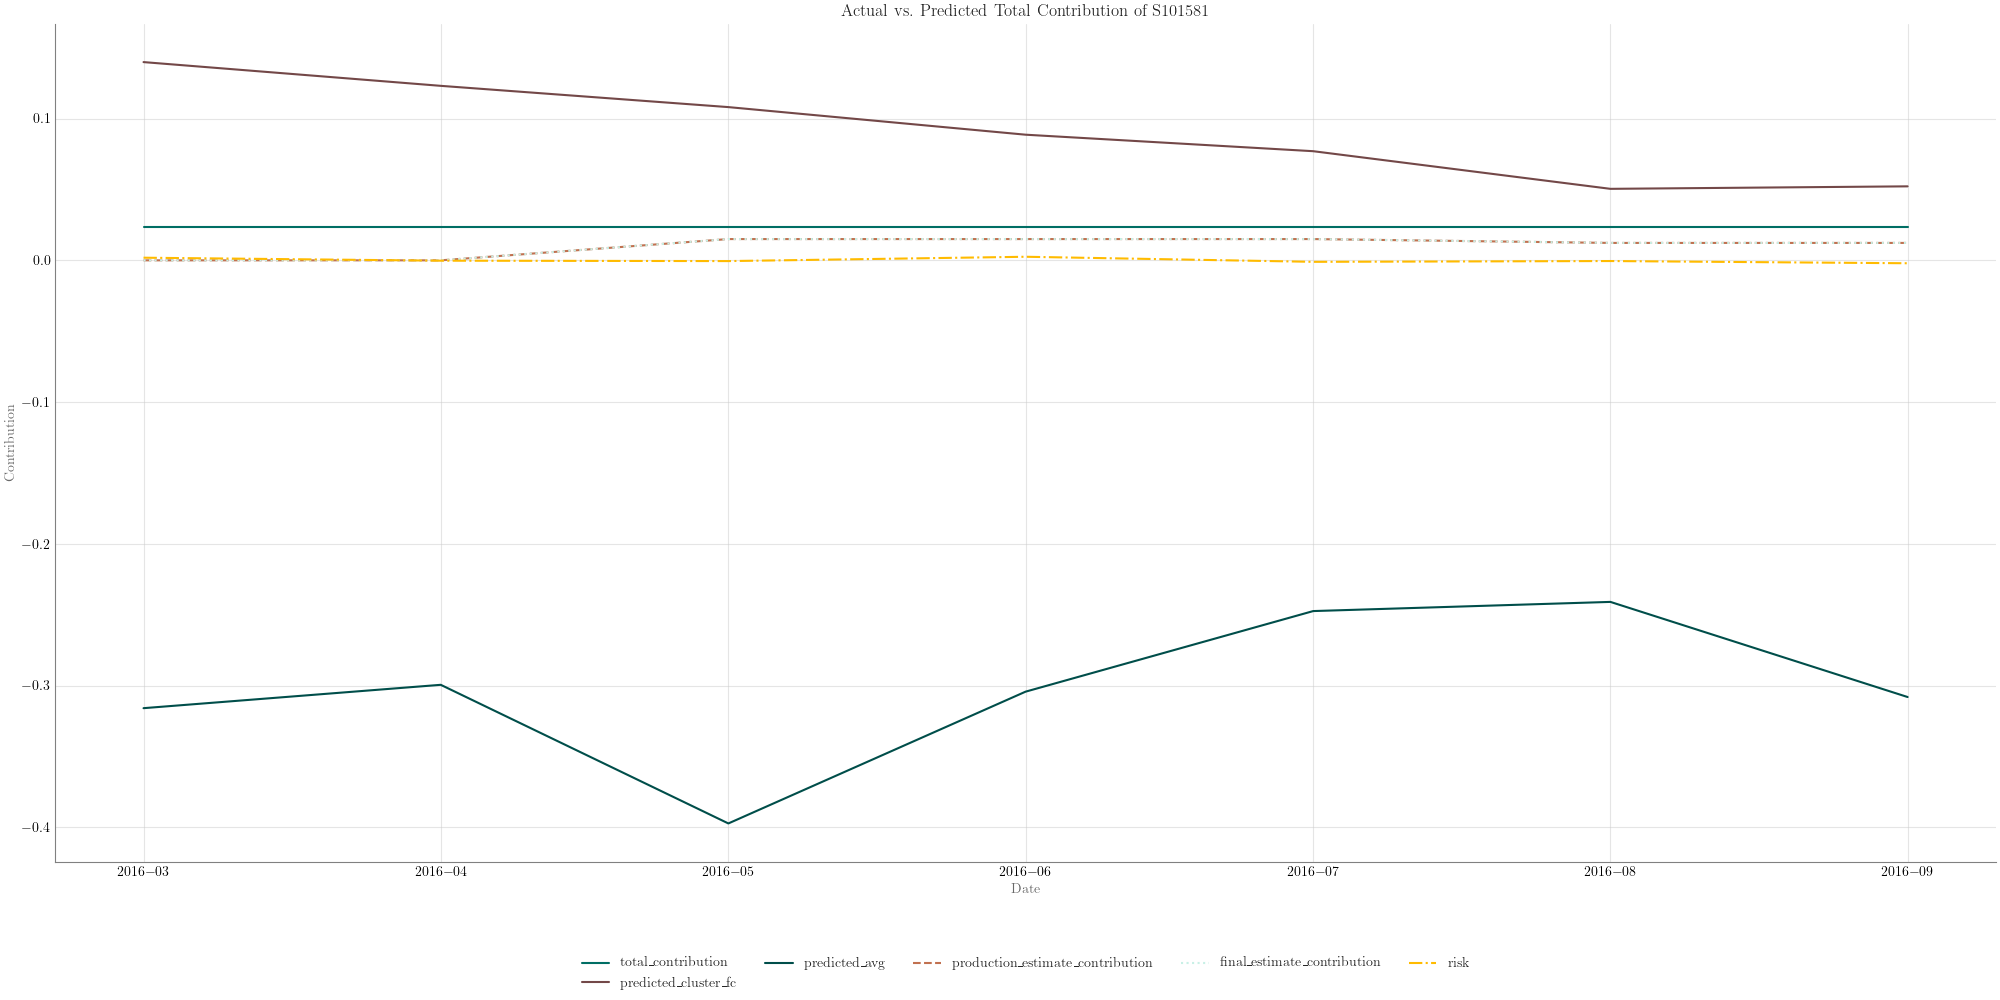 Actual vs. Predicted Total Contribution of S101581
0.1
0.0
−0.1
−0.2
−0.3
−0.4
Contribution
2016−03 2016−04 2016−05 2016−06 2016−07 2016−08 2016−09
Date
total_contribution predicted_avg production_estimate_contribution final_estimate_contribution risk
predicted_cluster_fc